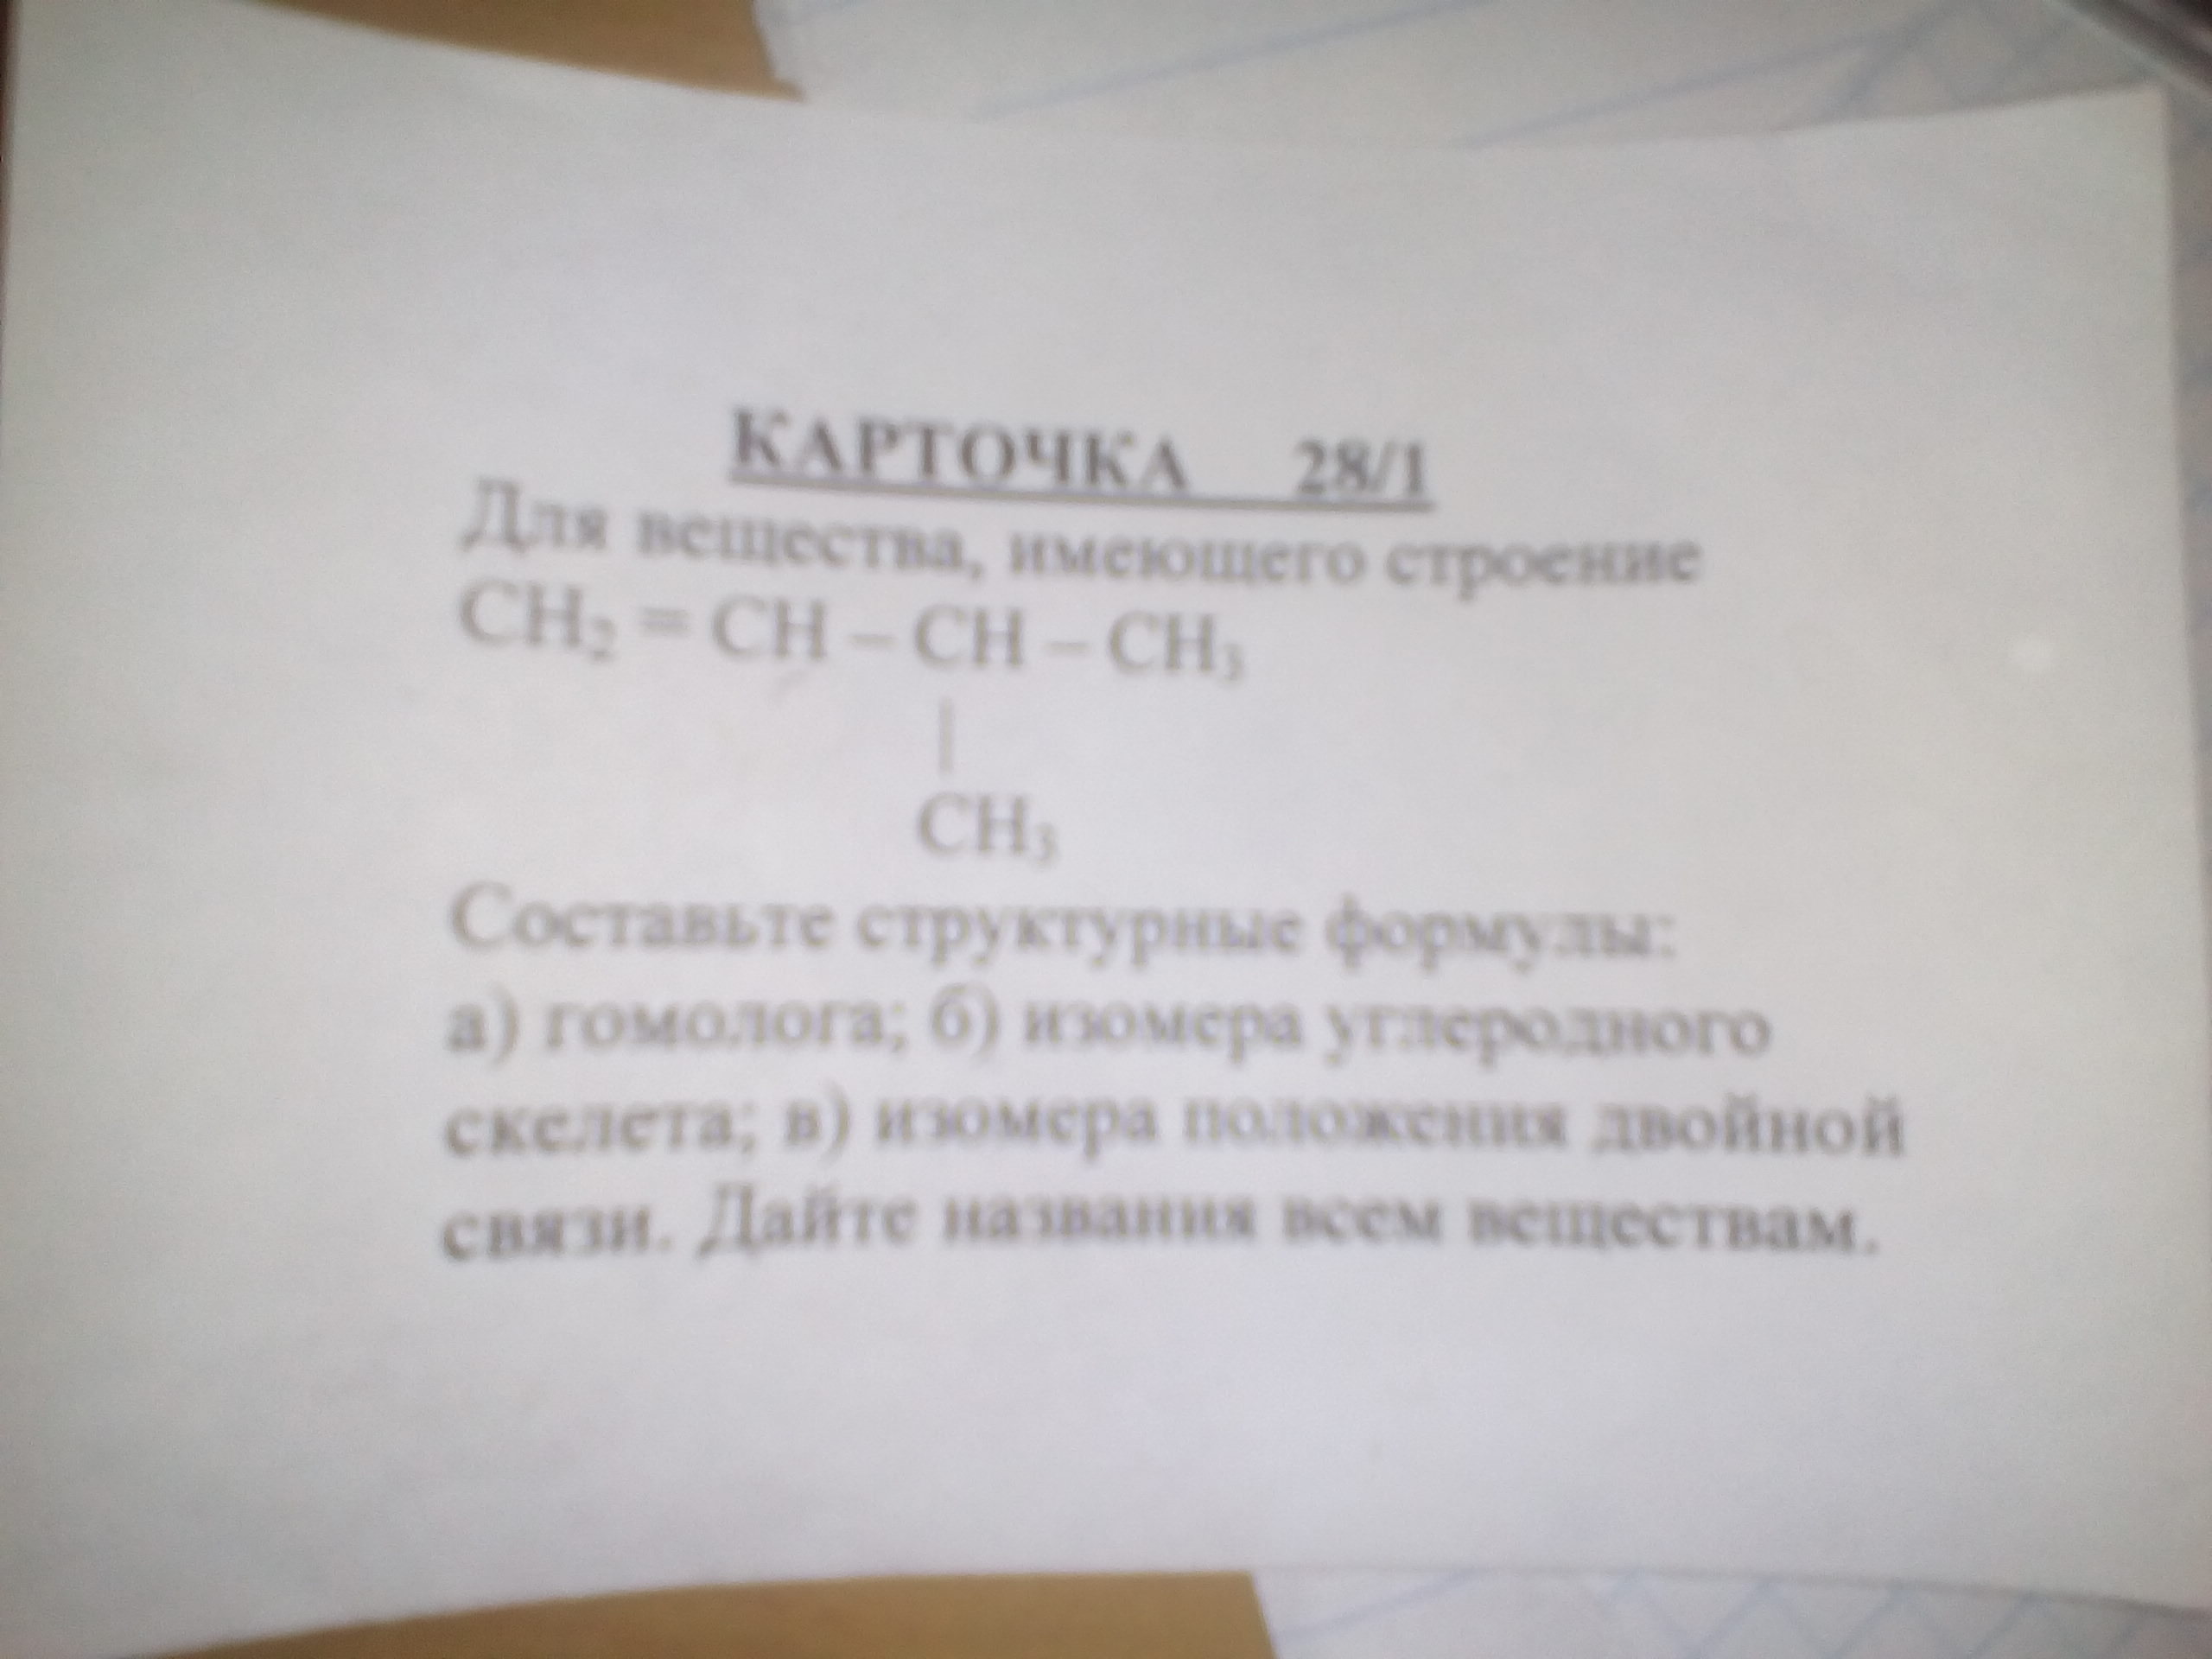 КАРТОЧКА 28/1
Для вещества, имеющего строение
CH₂ = CH – CH – CH₃
|
CH₃
Составьте структурные формулы:
а) гомолога; б) изомера углеродного
скелета; в) изомера положения двойной
связи. Дайте названия всем веществам.